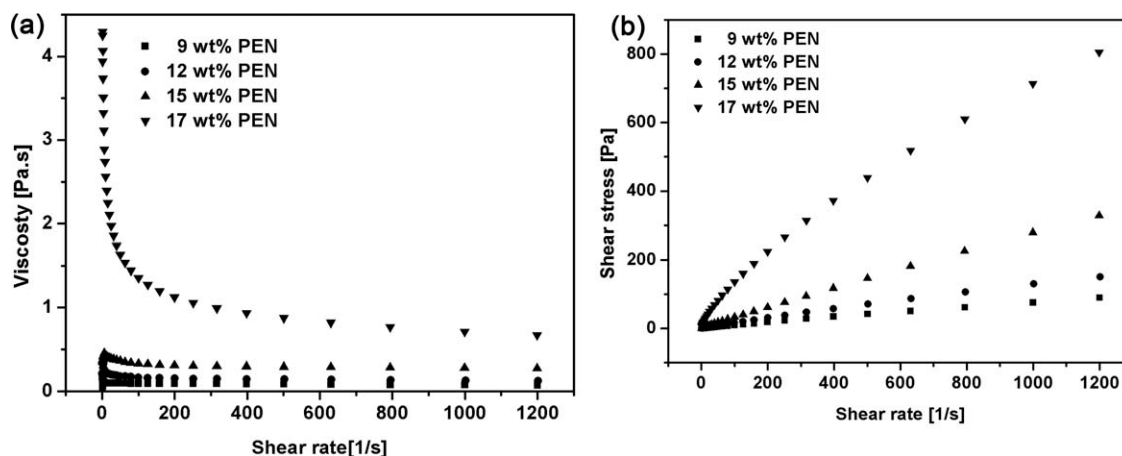 (a)
9 wt% PEN
12 wt% PEN
15 wt% PEN
17 wt% PEN
4
3
2
1
0
Viscosty [Pa.s]
0 200 400 600 800 1000 1200
Shear rate[1/s]
(b)
9 wt% PEN
12 wt% PEN
15 wt% PEN
17 wt% PEN
800
600
400
200
0
Shear stress [Pa]
0 200 400 600 800 1000 1200
Shear rate [1/s]